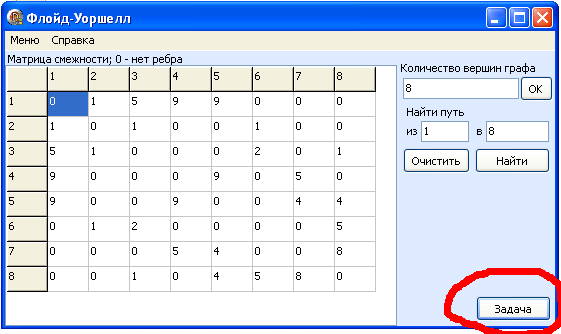 Флойд-Уоршелл
Меню Справка
Матрица смежности; 0 - нет ребра
1 2 3 4 5 6 7 8
1 0 1 5 9 9 0 0 0
2 1 0 1 0 0 1 0 0
3 5 1 0 0 0 2 0 1
4 9 0 0 0 9 0 5 0
5 9 0 0 9 0 0 4 4
6 0 1 2 0 0 0 0 5
7 0 0 0 5 4 0 0 8
8 0 0 1 0 4 5 8 0
Количество вершин графа
8 ОК
Найти путь
из 1 в 8
Очистить Найти
Задача